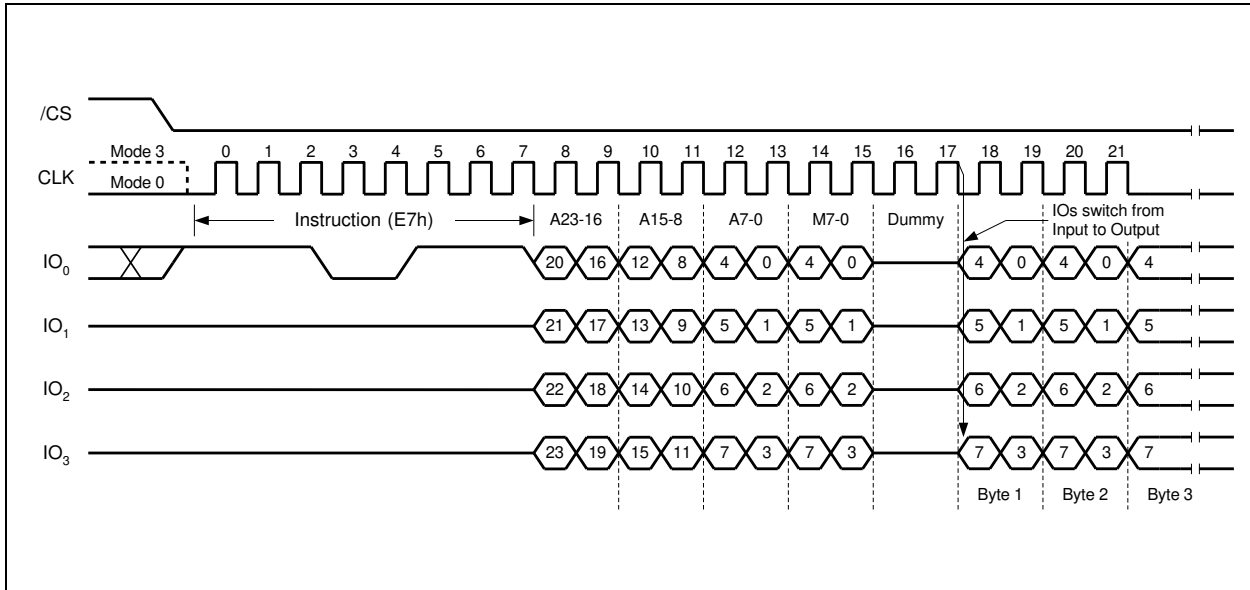 /CS
Mode 3 0 1 2 3 4 5 6 7 8 9 10 11 12 13 14 15 16 17 18 19 20 21
CLK
Mode 0
Instruction (E7h) A23-16 A15-8 A7-0 M7-0 Dummy IOs switch from
Input to Output
IO0 20 16 12 8 4 0 4 0 4 0 4 0 4
IO1 21 17 13 9 5 1 5 1 5 1 5 1 5
IO2 22 18 14 10 6 2 6 2 6 2 6 2 6
IO3 23 19 15 11 7 3 7 3 7 3 7 3 7
Byte 1 Byte 2 Byte 3